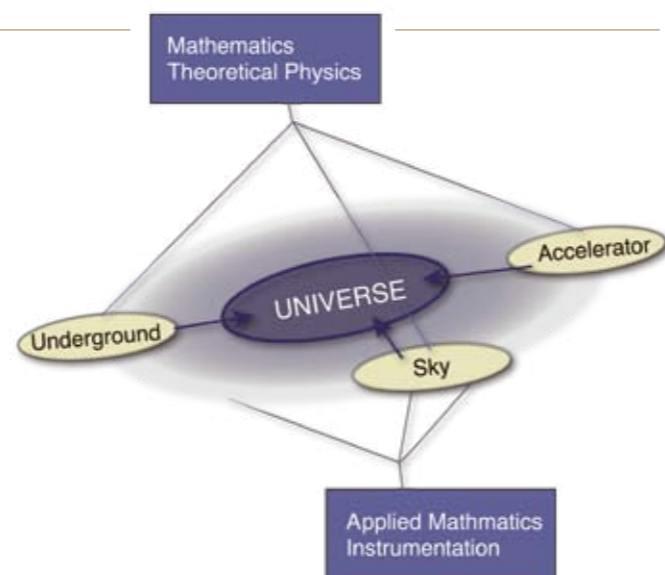 Mathematics
Theoretical Physics
Accelerator
UNIVERSE
Underground
Sky
Applied Mathmatics
Instrumentation